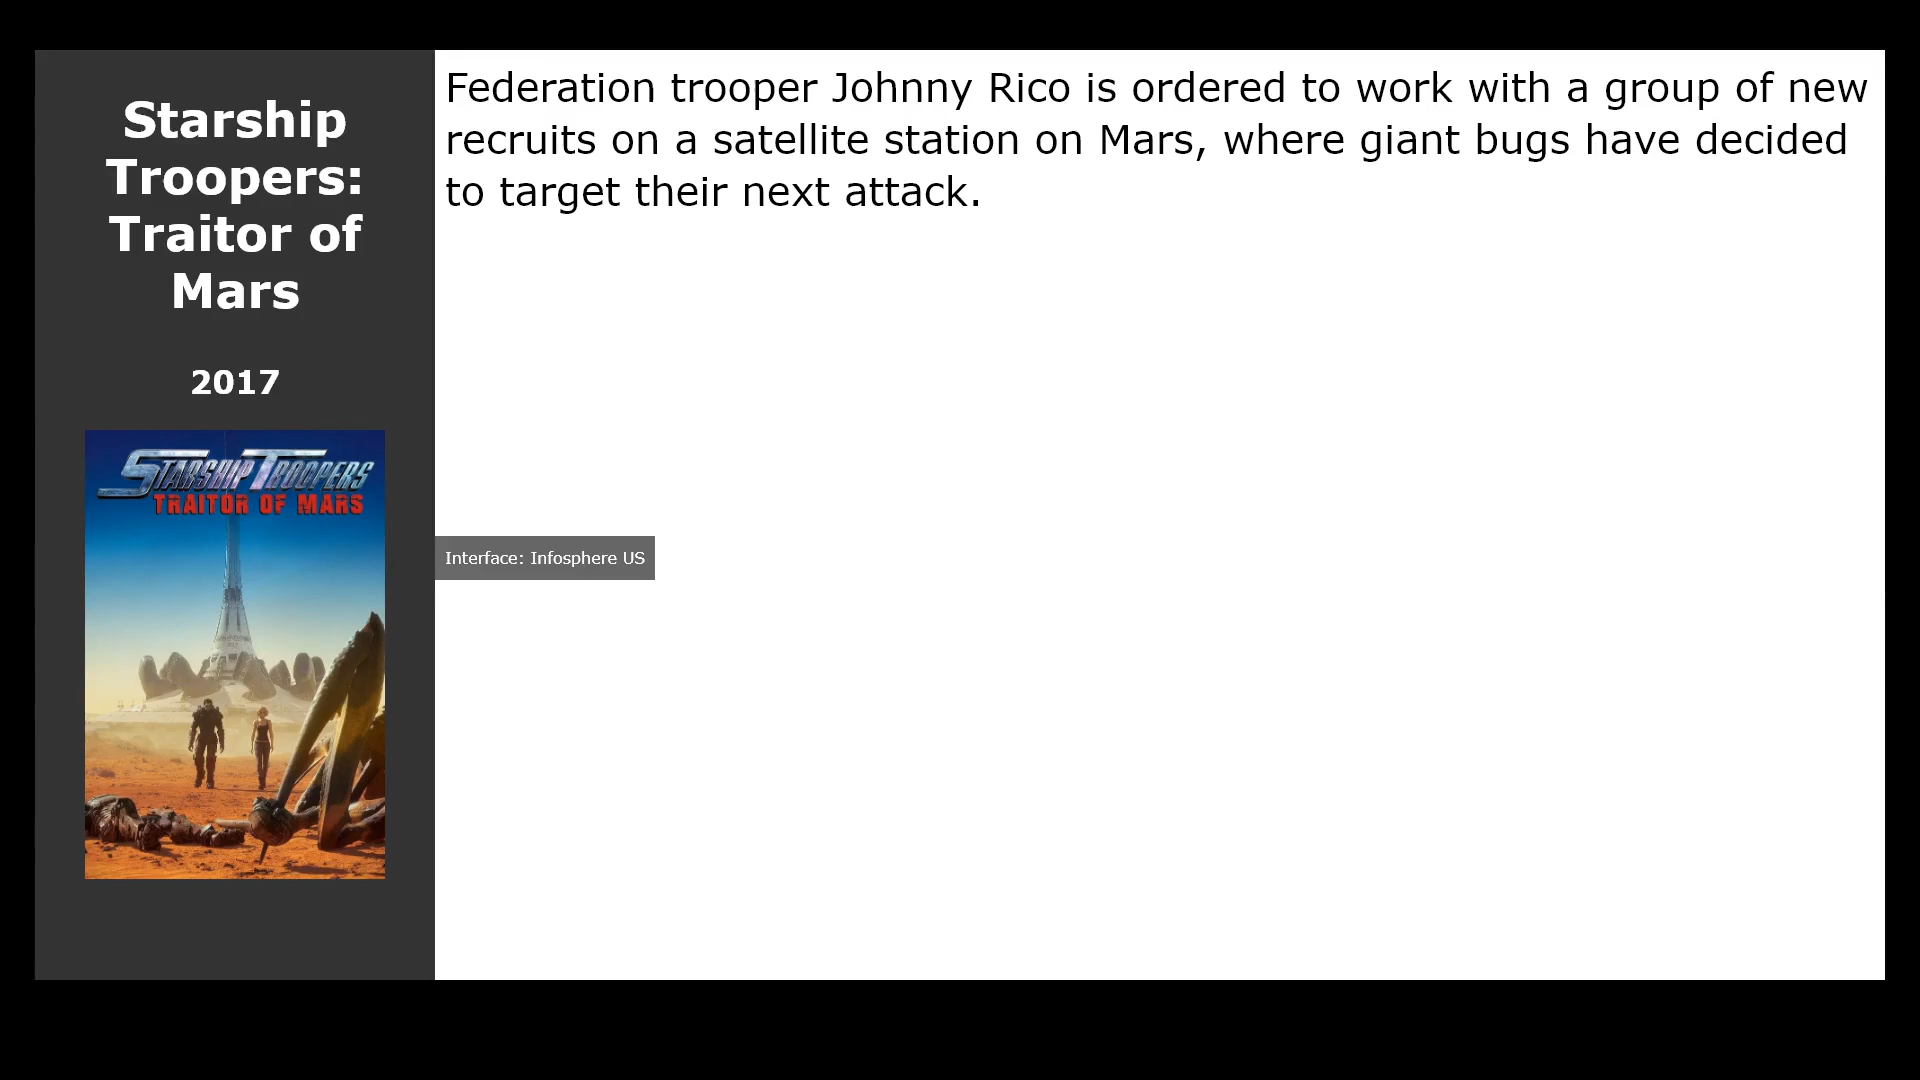 Starship
Troopers:
Traitor of
Mars
2017
STARSHIP TROOPERS
TRAITOR OF MARS
Federation trooper Johnny Rico is ordered to work with a group of new
recruits on a satellite station on Mars, where giant bugs have decided
to target their next attack.
Interface: Infosphere US